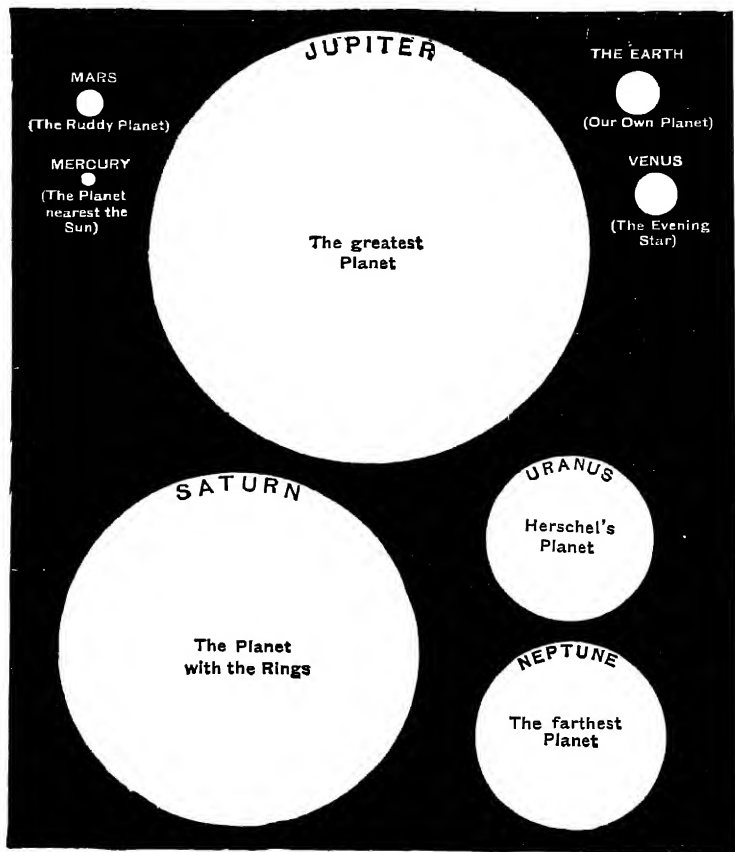 JUPITER
The greatest
Planet
MARS
(The Ruddy Planet)
MERCURY
(The Planet
nearest the
Sun)
THE EARTH
(Our Own Planet)
VENUS
(The Evening
Star)
SATURN
The Planet
with the Rings
URANUS
Herschel's
Planet
NEPTUNE
The farthest
Planet